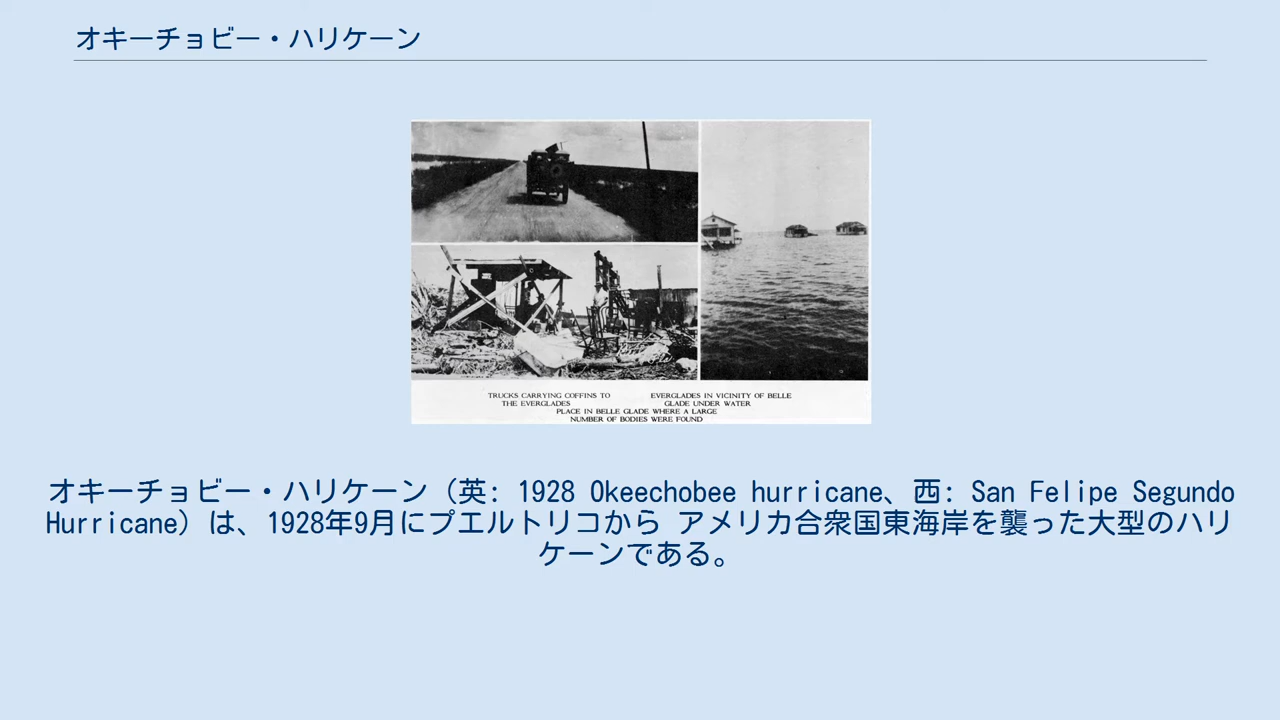 オキーチョビー・ハリケーン
TRUCKS CARRYING COFFINS TO
THE EVERGLADES
EVERGLADES IN VICINITY OF BELLE
GLADE UNDER WATER
PLACE IN BELLE GLADE WHERE A LARGE
NUMBER OF BODIES WERE FOUND
オキーチョビー・ハリケーン（英: 1928 Okeechobee hurricane、西: San Felipe Segundo
Hurricane）は、1928年9月にプエルトリコから アメリカ合衆国東海岸を襲った大型のハリ
ケーンである。